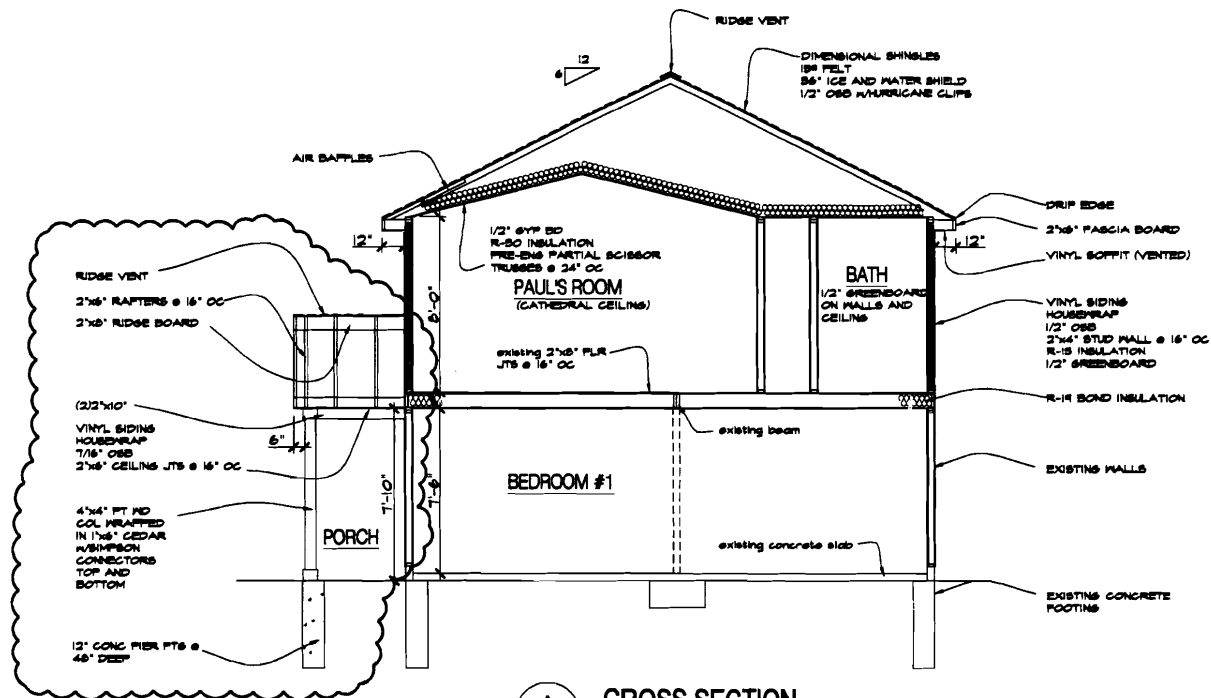 RIDGE VENT
12
6
DIMENSIONAL SHINGLES
15# FELT
36" ICE AND WATER SHIELD
1/2" OSB W/HURRICANE CLIPS
AIR BAFFLES
DRIP EDGE
2"x6" FASCIA BOARD
12"
12"
VINYL SOFFIT (VENTED)
1/2" GYP BD
R-50 INSULATION
PRE-ENG PARTIAL SCISSOR
TRUSSES @ 24" OC
PAUL'S ROOM
(CATHEDRAL CEILING)
8'-0"
BATH
1/2" GREENBOARD
ON WALLS AND
CEILING
VINYL SIDING
HOUSEWRAP
1/2" OSB
2"x4" STUD WALL @ 16" OC
R-15 INSULATION
1/2" GREENBOARD
RIDGE VENT
2"x6" RAFTERS @ 16" OC
2"x8" RIDGE BOARD
existing 2"x8" FLR
JTS @ 16" OC
R-19 BOND INSULATION
(2)2"x10"
VINYL SIDING
HOUSEWRAP
7/16" OSB
2"x6" CEILING JTS @ 16" OC
6"
existing beam
EXISTING WALLS
7'-10"
7'-6"
BEDROOM #1
4"x4" PT WD
COL WRAPPED
IN 1"x6" CEDAR
W/SIMPSON
CONNECTORS
TOP AND
BOTTOM
PORCH
existing concrete slab
EXISTING CONCRETE
FOOTING
12" CONC PIER FTG @
48" DEEP
CROSS SECTION